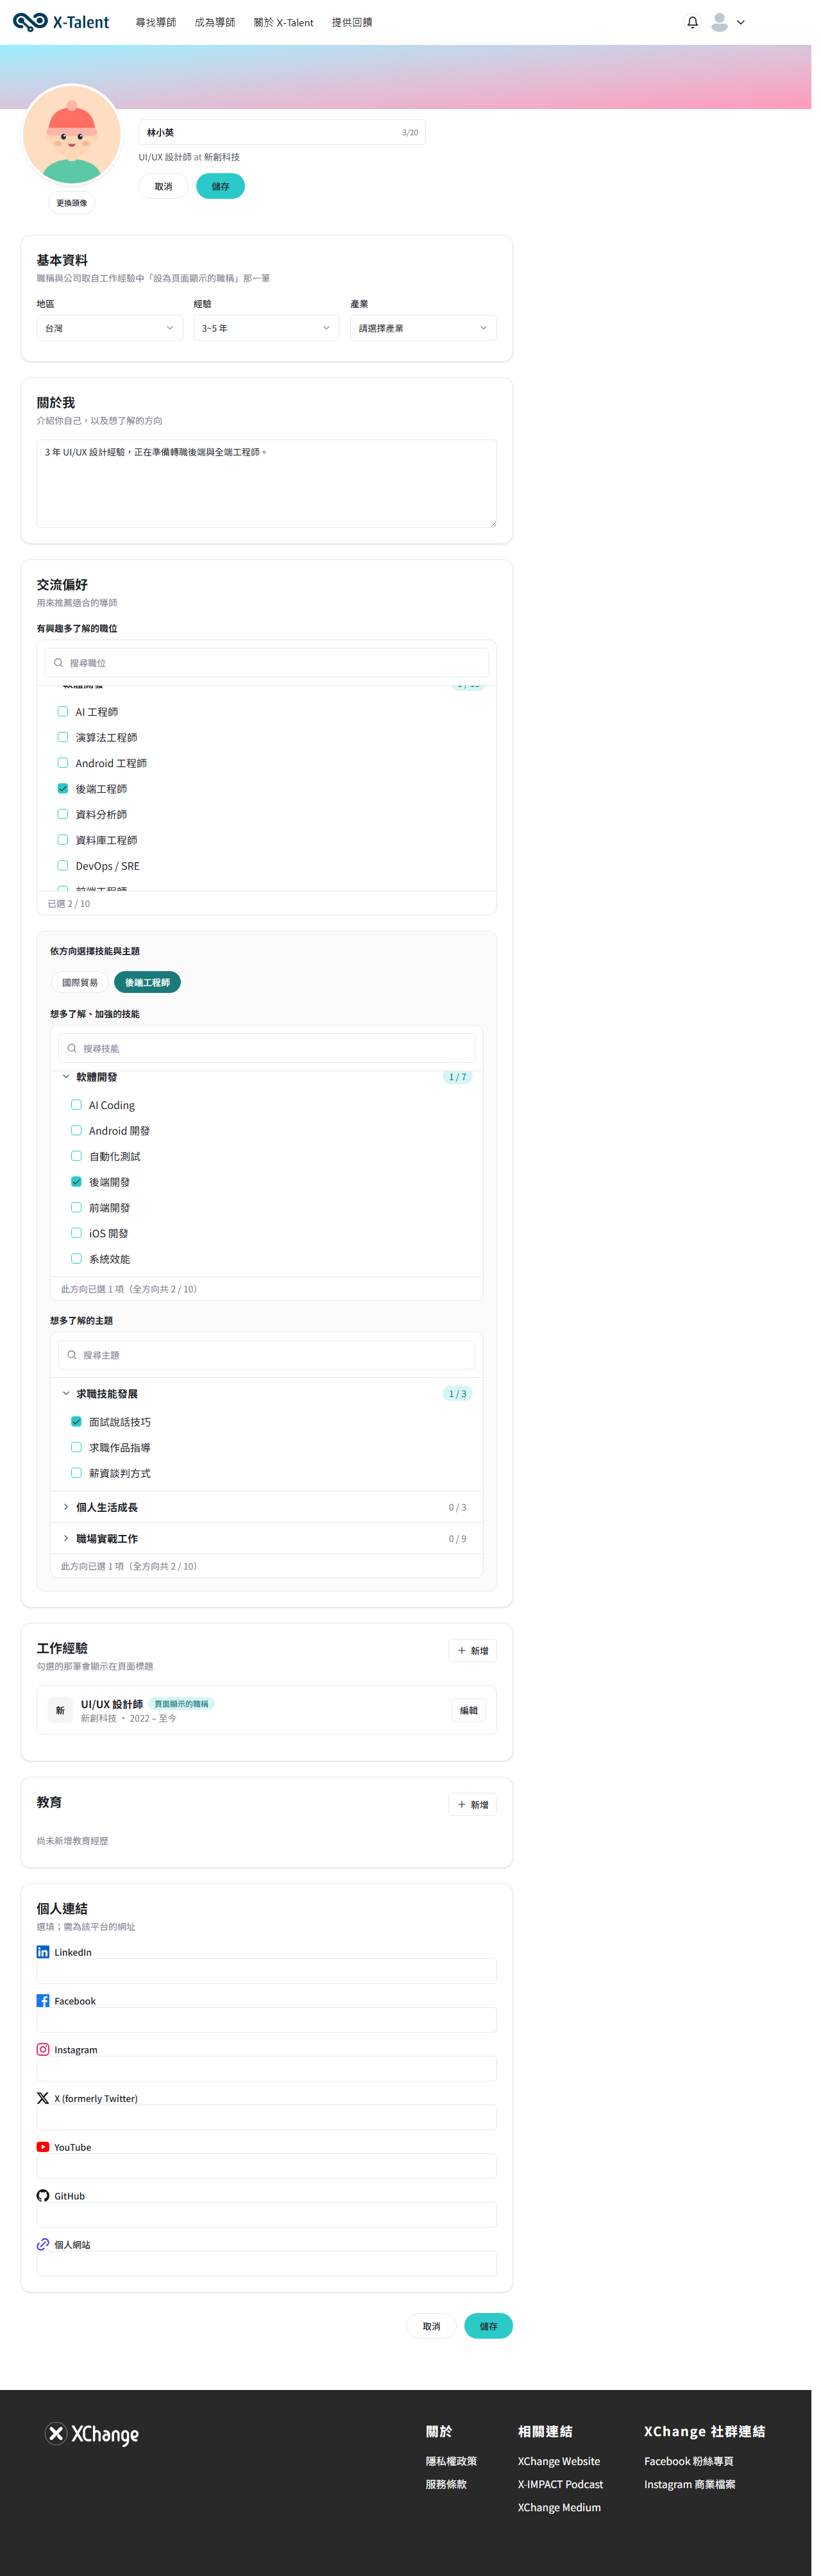 X-Talent
尋找導師
成為導師
關於 X-Talent
提供回饋
林小英
3/20
UI/UX 設計師 at 新創科技
取消
儲存
更換頭像
基本資料
職稱與公司取自工作經驗中「設為頁面顯示的職稱」那一筆
地區
經驗
產業
台灣
3~5 年
請選擇產業
關於我
介紹你自己，以及想了解的方向
3 年 UI/UX 設計經驗，正在準備轉職後端與全端工程師。
交流偏好
用來推薦適合的導師
有興趣多了解的職位
搜尋職位
軟體開發
AI 工程師
演算法工程師
Android 工程師
後端工程師
資料分析師
資料庫工程師
DevOps / SRE
前端工程師
已選 2 / 10
依方向選擇技能與主題
國際貿易
後端工程師
想多了解、加強的技能
搜尋技能
軟體開發
1 / 7
AI Coding
Android 開發
自動化測試
後端開發
前端開發
iOS 開發
系統效能
此方向已選 1 項（全方向共 2 / 10）
想多了解的主題
搜尋主題
求職技能發展
1 / 3
面試說話技巧
求職作品指導
薪資談判方式
個人生活成長
0 / 3
職場實戰工作
0 / 9
此方向已選 1 項（全方向共 2 / 10）
工作經驗
新增
勾選的那筆會顯示在頁面標題
新
UI/UX 設計師
頁面顯示的職稱
新創科技 · 2022 – 至今
編輯
教育
新增
尚未新增教育經歷
個人連結
選填；需為該平台的網址
LinkedIn
Facebook
Instagram
X (formerly Twitter)
YouTube
GitHub
個人網站
取消
儲存
XChange
關於
隱私權政策
服務條款
相關連結
XChange Website
X-IMPACT Podcast
XChange Medium
XChange 社群連結
Facebook 粉絲專頁
Instagram 商業檔案